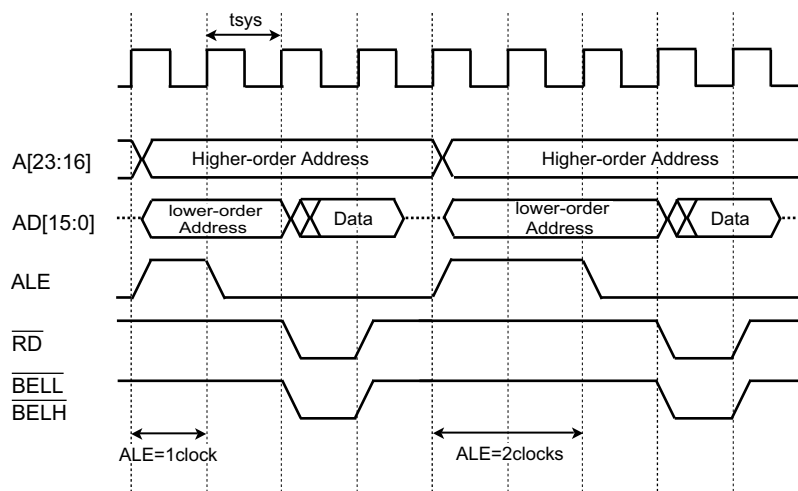 tsys
A[23:16]
Higher-order Address
Higher-order Address
AD[15:0]
lower-order
Address
Data
lower-order
Address
Data
ALE
RD
BELL
BELH
ALE=1clock
ALE=2clocks